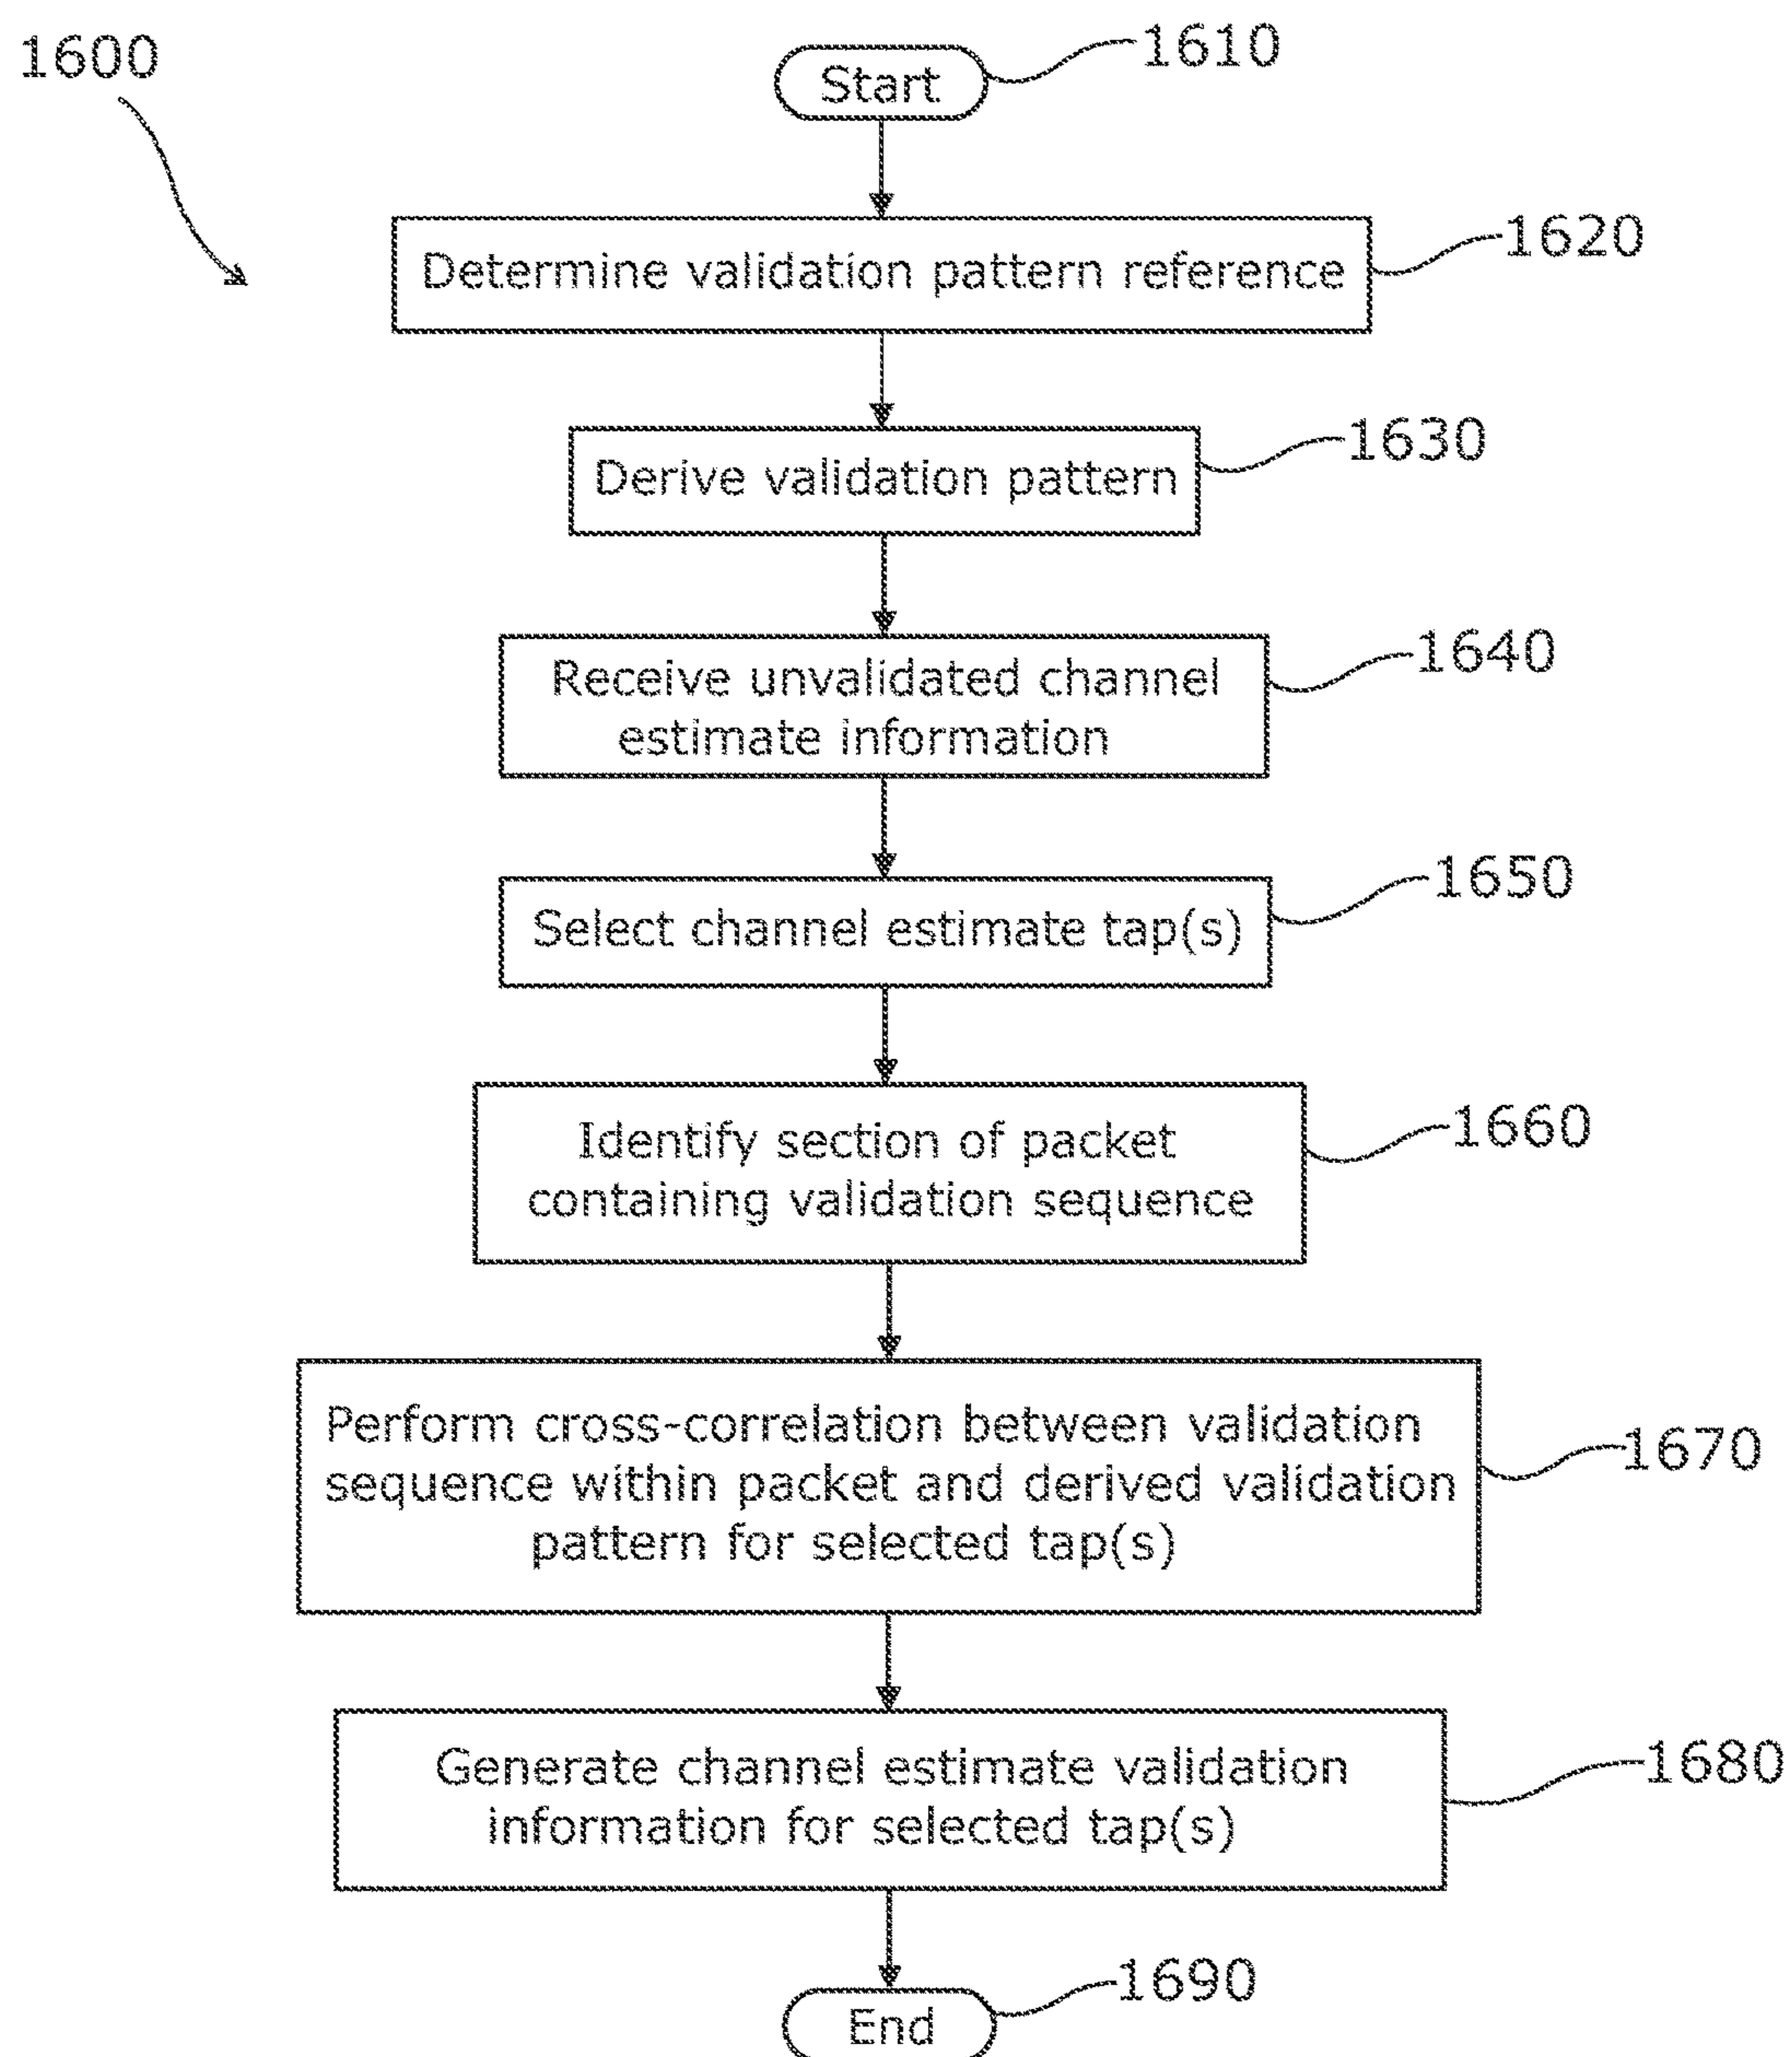 1600
Start
1610
Determine validation pattern reference
1620
Derive validation pattern
1630
Receive unvalidated channel
estimate information
1640
Select channel estimate tap(s)
1650
Identify section of packet
containing validation sequence
1660
Perform cross-correlation between validation
sequence within packet and derived validation
pattern for selected tap(s)
1670
Generate channel estimate validation
information for selected tap(s)
1680
End
1690